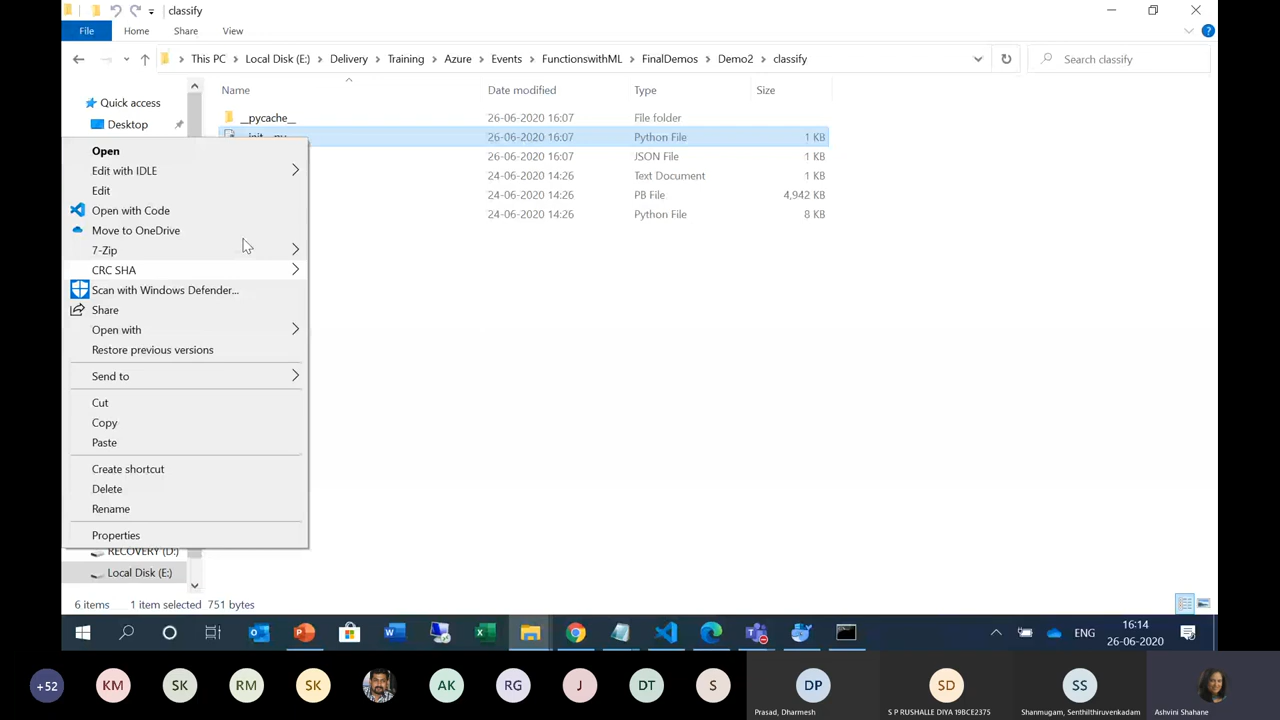 classify
File Home Share View
This PC Local Disk (E:) Delivery Training Azure Events FunctionswithML FinalDemos Demo2 classify
Search classify
Name Date modified Type Size
Quick access
Desktop
__pycache__ 26-06-2020 16:07 File folder
26-06-2020 16:07 Python File 1 KB
26-06-2020 16:07 JSON File 1 KB
24-06-2020 14:26 Text Document
24-06-2020 14:26 PB File 4,942 KB
24-06-2020 14:26 Python File 8 KB
Open
Edit with IDLE
Edit
Open with Code
Move to OneDrive
7-Zip
CRC SHA
Scan with Windows Defender...
Share
Open with
Restore previous versions
Send to
Cut
Copy
Paste
Create shortcut
Delete
Rename
Properties
RECOVERY (D:)
Local Disk (E:)
6 items 1 item selected 751 bytes
ENG
16:14
26-06-2020
+52 KM SK RM SK AK RG J DT S DP SD SS
Prasad, Dharmesh
S P RUSHALLE DIYA 19BCE2375
Shanmugam, Senthilthiruvenkadam
Ashvini Shahane